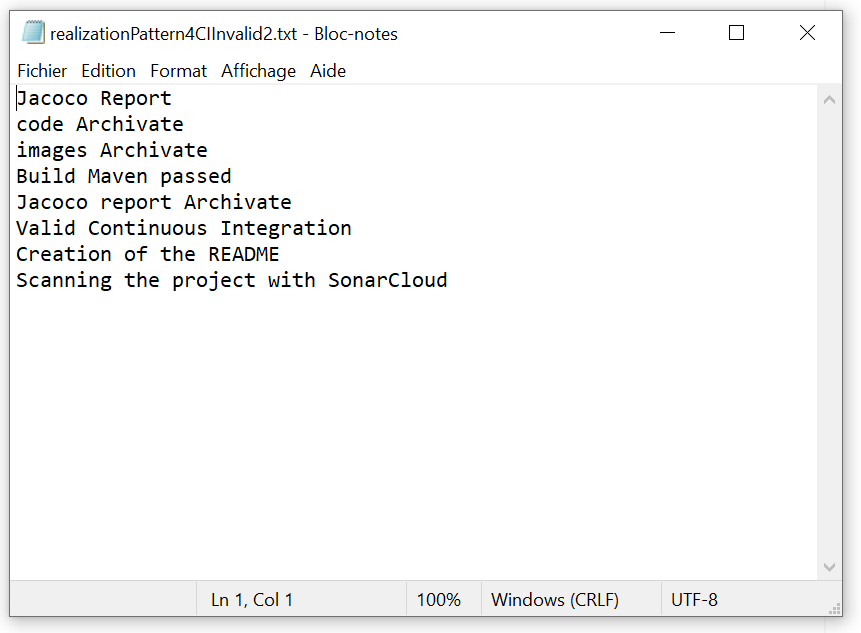 realizationPattern4CIInvalid2.txt - Bloc-notes
Fichier Edition Format Affichage Aide
Jacoco Report
code Archivate
images Archivate
Build Maven passed
Jacoco report Archivate
Valid Continuous Integration
Creation of the README
Scanning the project with SonarCloud
Ln 1, Col 1 100% Windows (CRLF) UTF-8